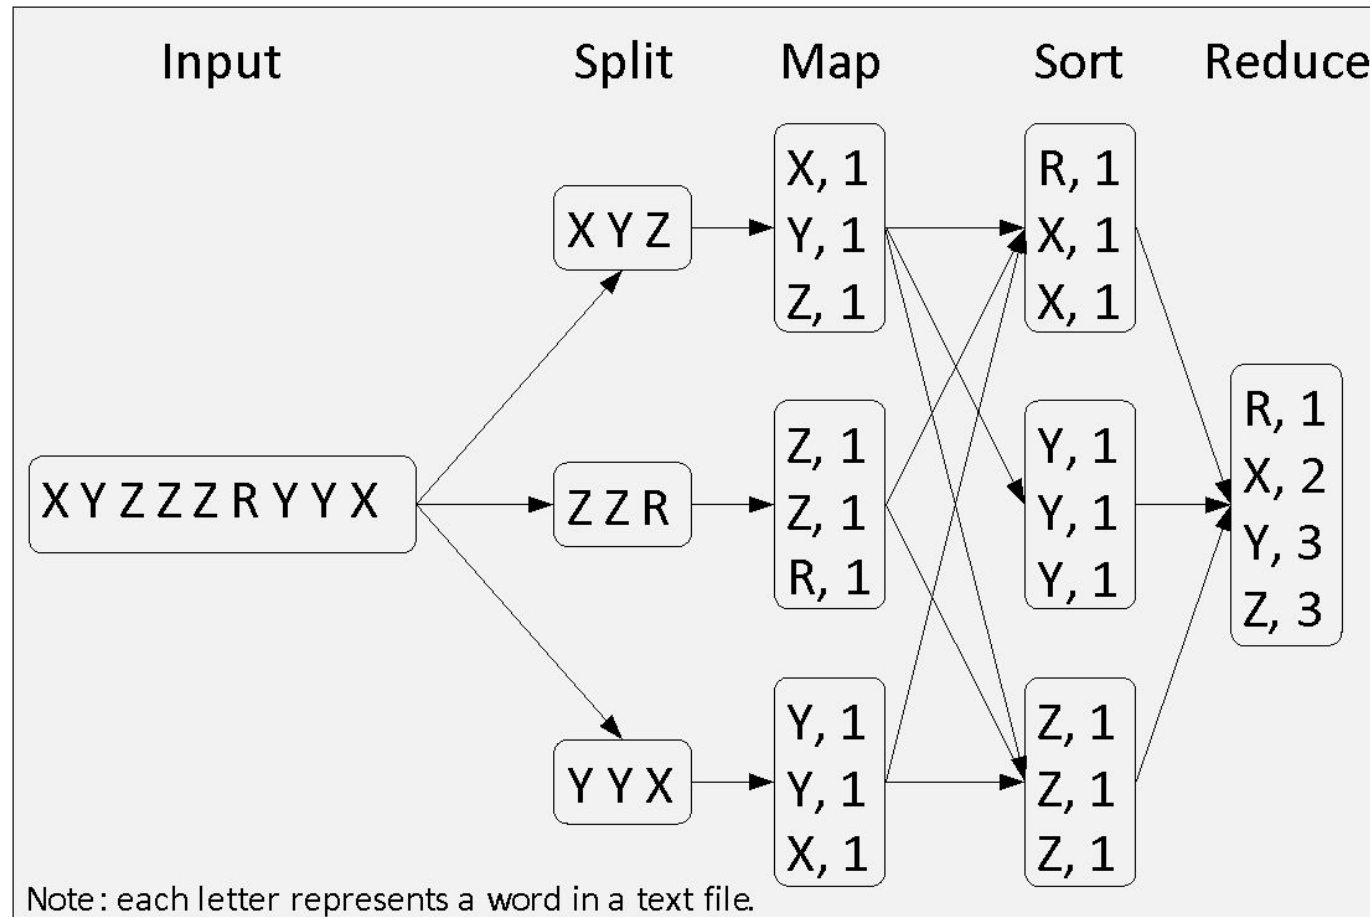 Input Split Map Sort Reduce
X Y Z Z Z R Y Y X
X Y Z
Z Z R
Y Y X
X, 1
Y, 1
Z, 1
Z, 1
Z, 1
R, 1
Y, 1
Y, 1
X, 1
R, 1
X, 1
X, 1
Y, 1
Y, 1
Y, 1
Z, 1
Z, 1
Z, 1
R, 1
X, 2
Y, 3
Z, 3
Note: each letter represents a word in a text file.